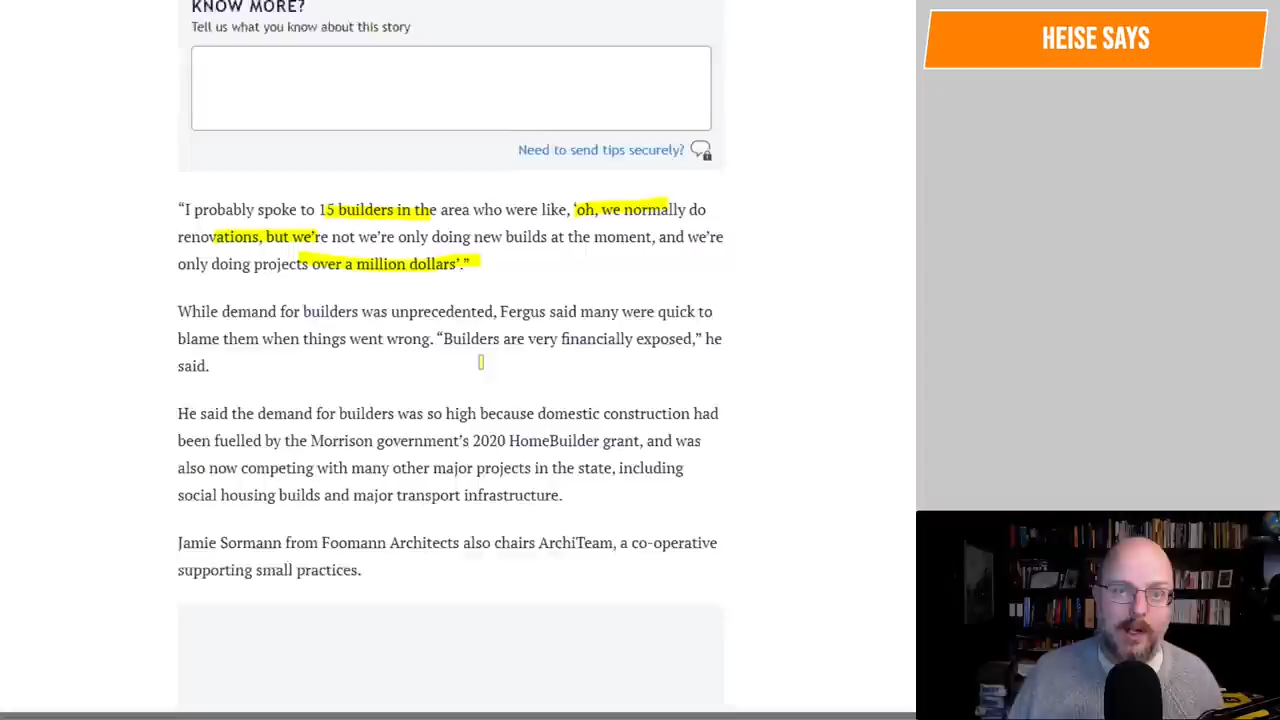 KNOW MORE?
Tell us what you know about this story
Need to send tips securely?
“I probably spoke to 15 builders in the area who were like, ‘oh, we normally do
renovations, but we’re not we’re only doing new builds at the moment, and we’re
only doing projects over a million dollars’.”
While demand for builders was unprecedented, Fergus said many were quick to
blame them when things went wrong. “Builders are very financially exposed,” he
said.
He said the demand for builders was so high because domestic construction had
been fuelled by the Morrison government’s 2020 HomeBuilder grant, and was
also now competing with many other major projects in the state, including
social housing builds and major transport infrastructure.
Jamie Sormann from Foomann Architects also chairs ArchiTeam, a co-operative
supporting small practices.
HEISE SAYS